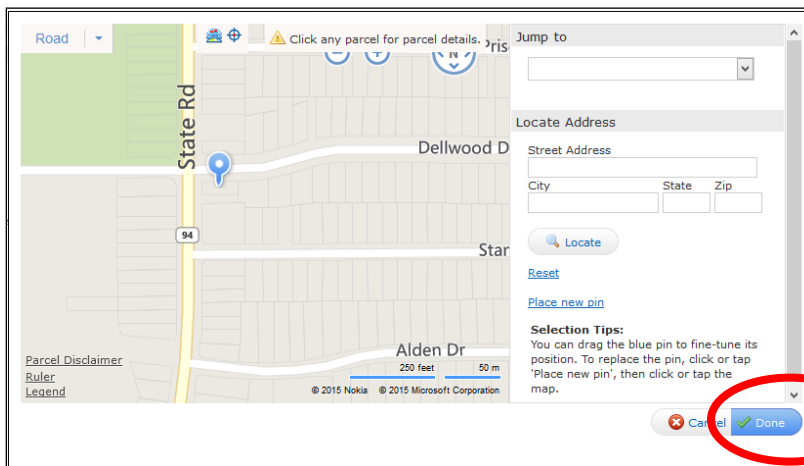 Road
Click any parcel for parcel details.
Pris
N
State Rd
Dellwood D
94
Star
Alden Dr
250 feet 50 m
Parcel Disclaimer
Ruler
Legend
© 2015 Nokia © 2015 Microsoft Corporation
Jump to
Locate Address
Street Address
City State Zip
Locate
Reset
Place new pin
Selection Tips:
You can drag the blue pin to fine-tune its
position. To replace the pin, click or tap
'Place new pin', then click or tap the
map.
Cancel Done